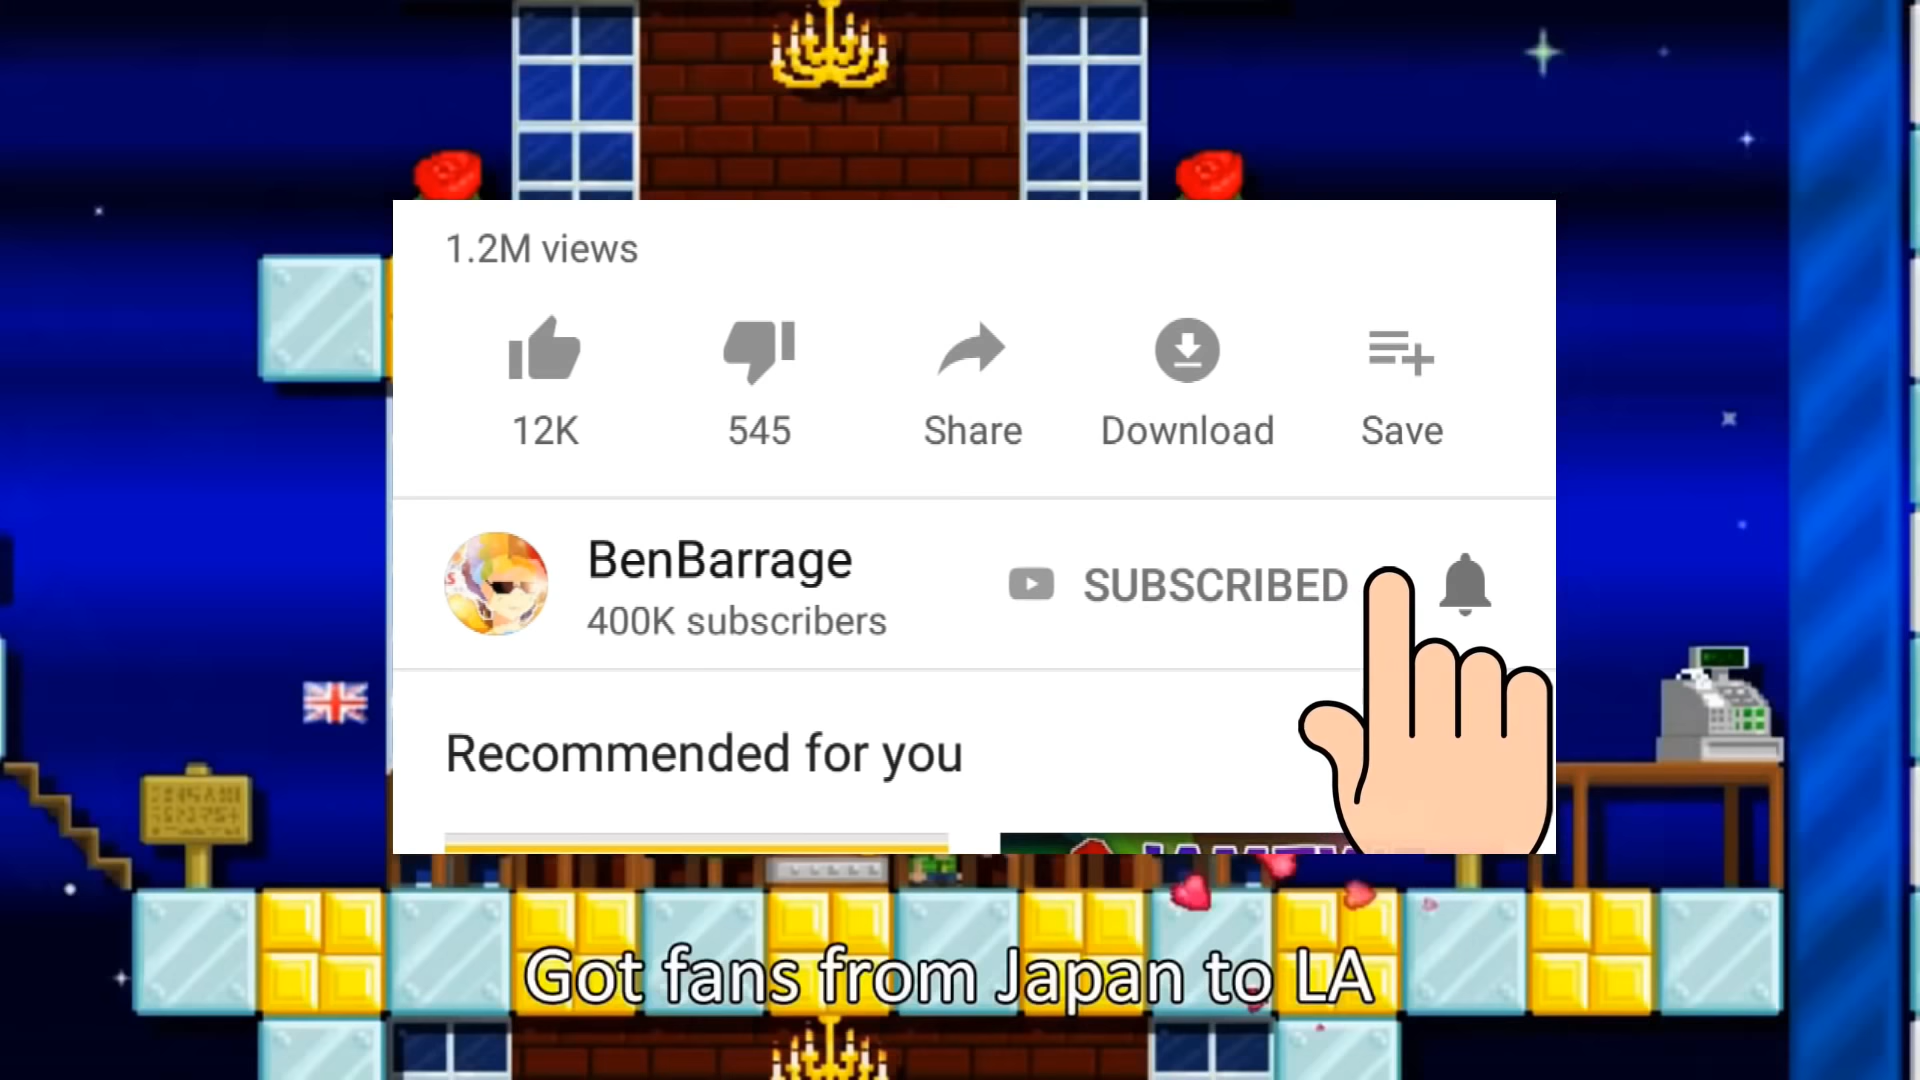 1.2M views
12K
545
Share
Download
Save
BenBarrage
400K subscribers
SUBSCRIBED
Recommended for you
Got fans from Japan to LA